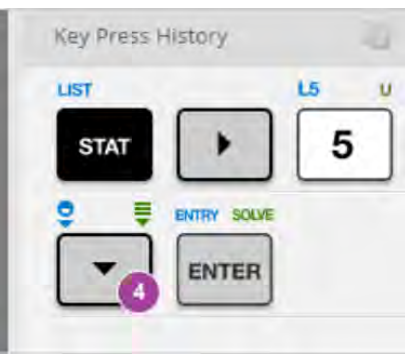 Key Press History
LIST L5 U
STAT 5
ENTRY SOLVE
4 ENTER